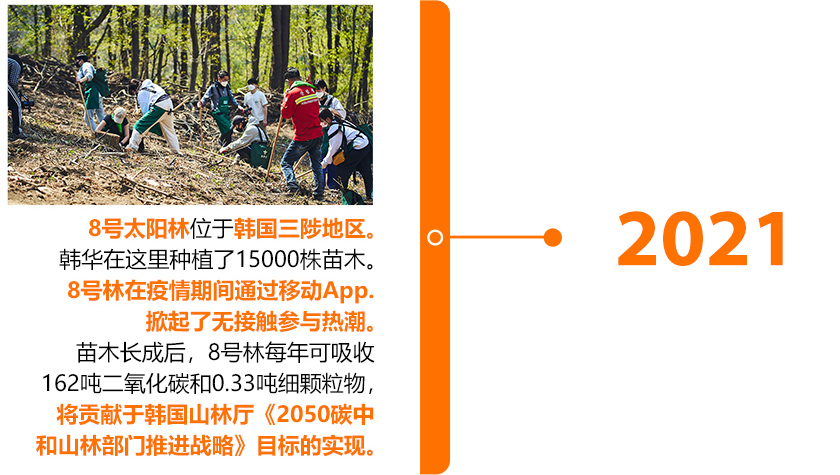 8号太阳林位于韩国三陟地区。
韩华在这里种植了15000株苗木。
8号林在疫情期间通过移动App.
掀起了无接触参与热潮。
苗木长成后，8号林每年可吸收
162吨二氧化碳和0.33吨细颗粒物，
将贡献于韩国山林厅《2050碳中
和山林部门推进战略》目标的实现。
2021